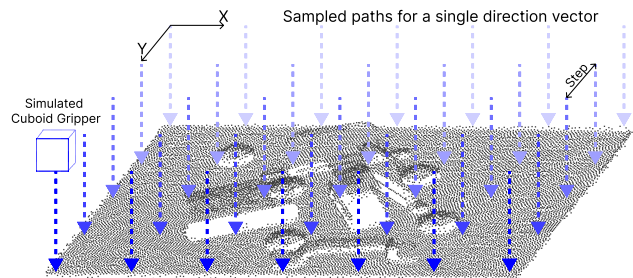 X
Sampled paths for a single direction vector
Y
Step
Simulated
Cuboid Gripper